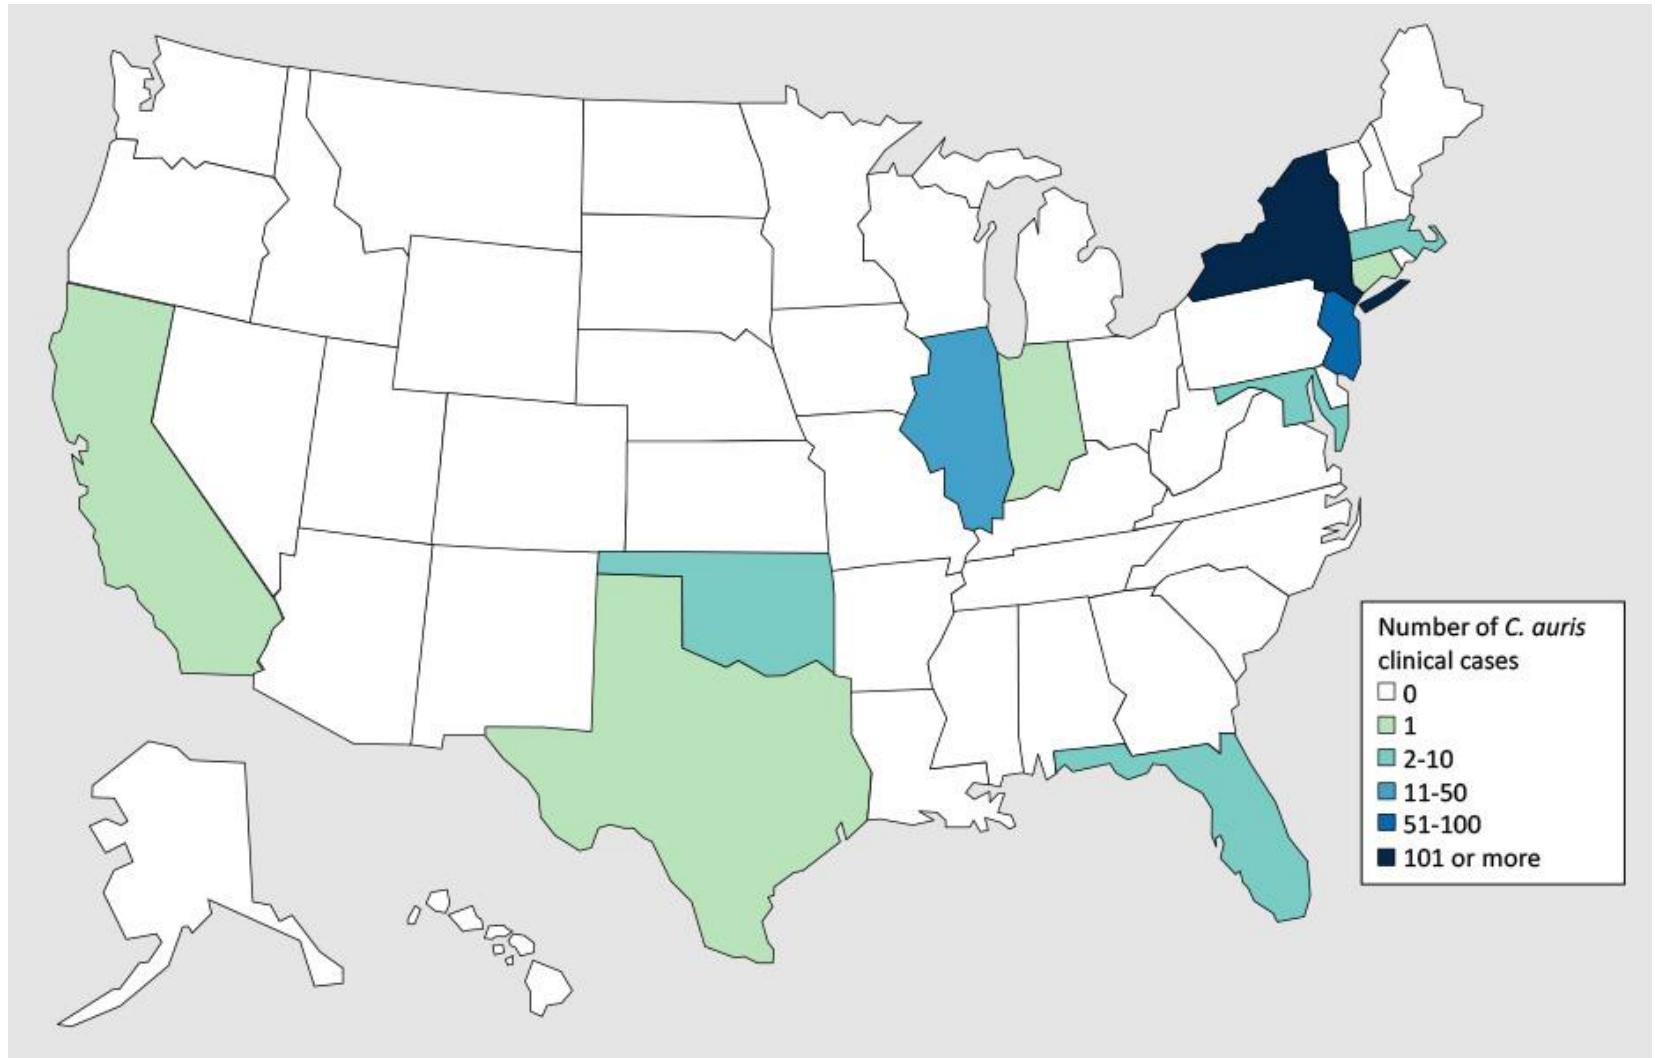 Number of C. auris
clinical cases
0
1
2-10
11-50
51-100
101 or more